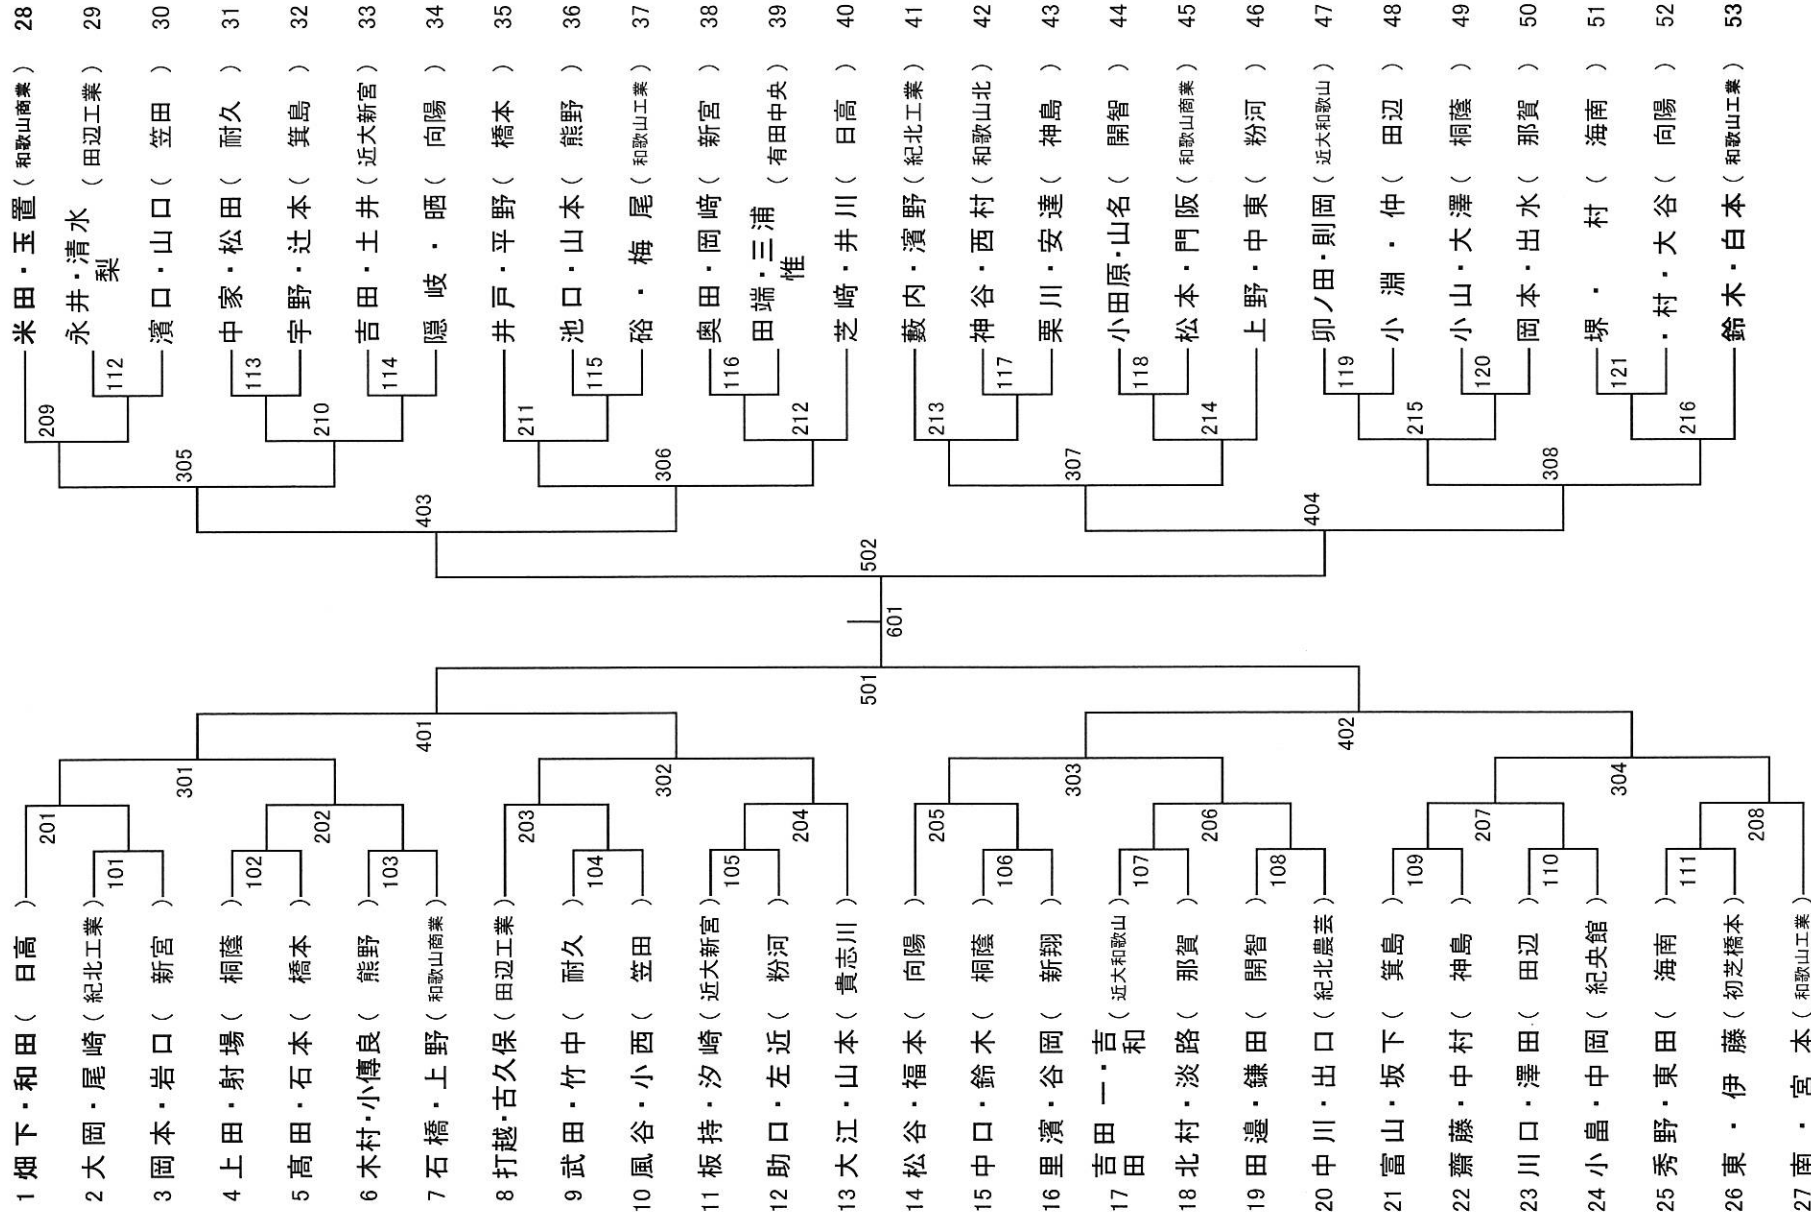 1 畑下・和田 ( 日高 )
2 大岡・尾崎 ( 紀北工業 )
3 岡本・岩口 ( 新宮 )
4 上田・射場 ( 桐蔭 )
5 髙田・石本 ( 橋本 )
6 木村・小傳良 ( 熊野 )
7 石橋・上野 ( 和歌山商業 )
8 打越・古久保 ( 田辺工業 )
9 武田・竹中 ( 耐久 )
10 風谷・小西 ( 笠田 )
11 板持・汐崎 ( 近大新宮 )
12 助口・左近 ( 粉河 )
13 大江・山本 ( 貴志川 )
14 松谷・福本 ( 向陽 )
15 中口・鈴木 ( 桐蔭 )
16 里濱・谷岡 ( 新翔 )
17 吉田一・吉田和 ( 近大和歌山 )
18 北村・淡路 ( 那賀 )
19 田邉・鎌田 ( 開智 )
20 中川・出口 ( 紀北農芸 )
21 富山・坂下 ( 箕島 )
22 齋藤・中村 ( 神島 )
23 川口・澤田 ( 田辺 )
24 小畠・中岡 ( 紀央館 )
25 秀野・東田 ( 海南 )
26 東・伊藤 ( 初芝橋本 )
27 南・宮本 ( 和歌山工業 )
101
102
103
104
105
106
107
108
109
110
111
201
202
203
204
205
206
207
208
301
302
303
304
401
402
501
601
502
403
404
305
306
307
308
209
210
211
212
213
214
215
216
112
113
114
115
116
117
118
119
120
121
米田・玉置 ( 和歌山商業 ) 28
永井・清水梨 ( 田辺工業 ) 29
濱口・山口 ( 笠田 ) 30
中家・松田 ( 耐久 ) 31
宇野・辻本 ( 箕島 ) 32
吉田・土井 ( 近大新宮 ) 33
隠岐・晒 ( 向陽 ) 34
井戸・平野 ( 橋本 ) 35
池口・山本 ( 熊野 ) 36
硲・梅尾 ( 和歌山工業 ) 37
奥田・岡﨑 ( 新宮 ) 38
田端・三浦惟 ( 有田中央 ) 39
芝﨑・井川 ( 日高 ) 40
藪内・濱野 ( 紀北工業 ) 41
神谷・西村 ( 和歌山北 ) 42
栗川・安達 ( 神島 ) 43
小田原・山名 ( 開智 ) 44
松本・門阪 ( 和歌山商業 ) 45
上野・中東 ( 粉河 ) 46
卯ノ田・則岡 ( 近大和歌山 ) 47
小淵・仲 ( 田辺 ) 48
小山・大澤 ( 桐蔭 ) 49
岡本・出水 ( 那賀 ) 50
堺・村 ( 海南 ) 51
・村・大谷 ( 向陽 ) 52
鈴木・白本 ( 和歌山工業 ) 53